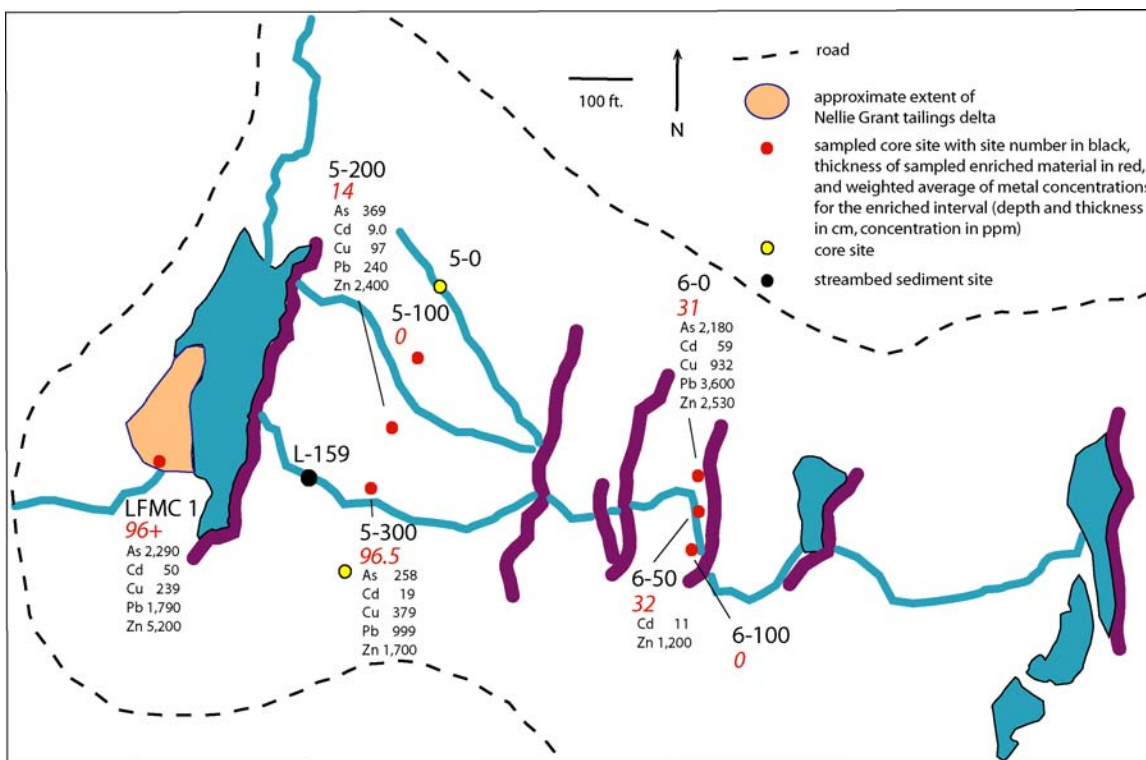 road
100 ft.
N
approximate extent of
Nellie Grant tailings delta
sampled core site with site number in black,
thickness of sampled enriched material in red,
and weighted average of metal concentrations
for the enriched interval (depth and thickness
in cm, concentration in ppm)
core site
streambed sediment site
5-200
14
As 369
Cd 9.0
Cu 97
Pb 240
Zn 2,400
5-0
5-100
0
6-0
31
As 2,180
Cd 59
Cu 932
Pb 3,600
Zn 2,530
L-159
LFMC 1
96+
As 2,290
Cd 50
Cu 239
Pb 1,790
Zn 5,200
5-300
96.5
As 258
Cd 19
Cu 379
Pb 999
Zn 1,700
6-50
32
Cd 11
Zn 1,200
6-100
0